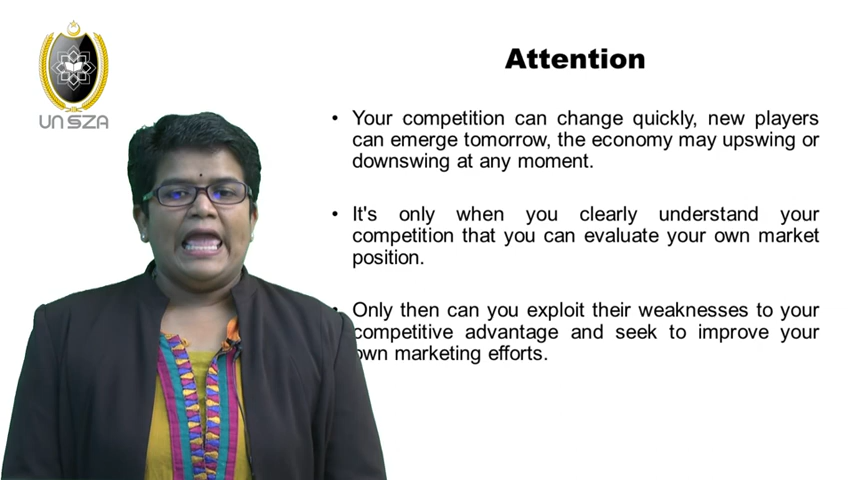 UNSZA
Attention
• Your competition can change quickly, new players
can emerge tomorrow, the economy may upswing or
downswing at any moment.
• It's only when you clearly understand your
competition that you can evaluate your own market
position.
• Only then can you exploit their weaknesses to your
competitive advantage and seek to improve your
own marketing efforts.